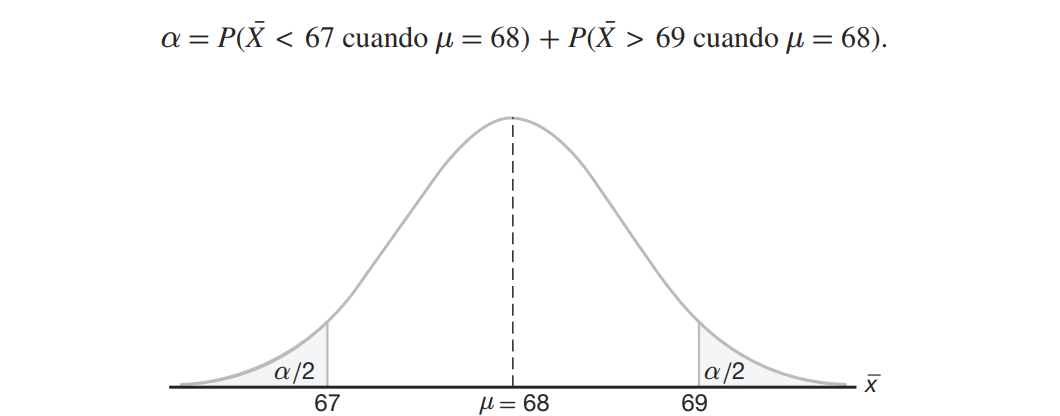 α = P(X̄ < 67 cuando μ = 68) + P(X̄ > 69 cuando μ = 68).
α/2 α/2
67 μ = 68 69 x̄